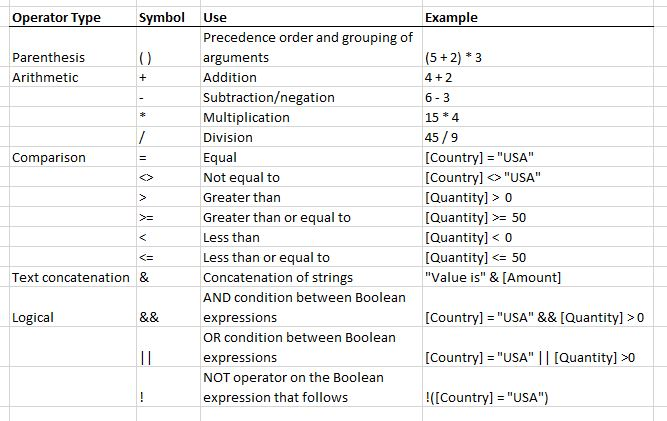 Operator Type Symbol Use Example
Precedence order and grouping of
Parenthesis ( ) arguments (5 + 2) * 3
Arithmetic + Addition 4 + 2
- Subtraction/negation 6 - 3
* Multiplication 15 * 4
/ Division 45 / 9
Comparison = Equal [Country] = "USA"
<> Not equal to [Country] <> "USA"
> Greater than [Quantity] > 0
>= Greater than or equal to [Quantity] >= 50
< Less than [Quantity] < 0
<= Less than or equal to [Quantity] <= 50
Text concatenation & Concatenation of strings "Value is" & [Amount]
AND condition between Boolean
Logical && expressions [Country] = "USA" && [Quantity] > 0
OR condition between Boolean
|| expressions [Country] = "USA" || [Quantity] >0
NOT operator on the Boolean
! expression that follows !([Country] = "USA")